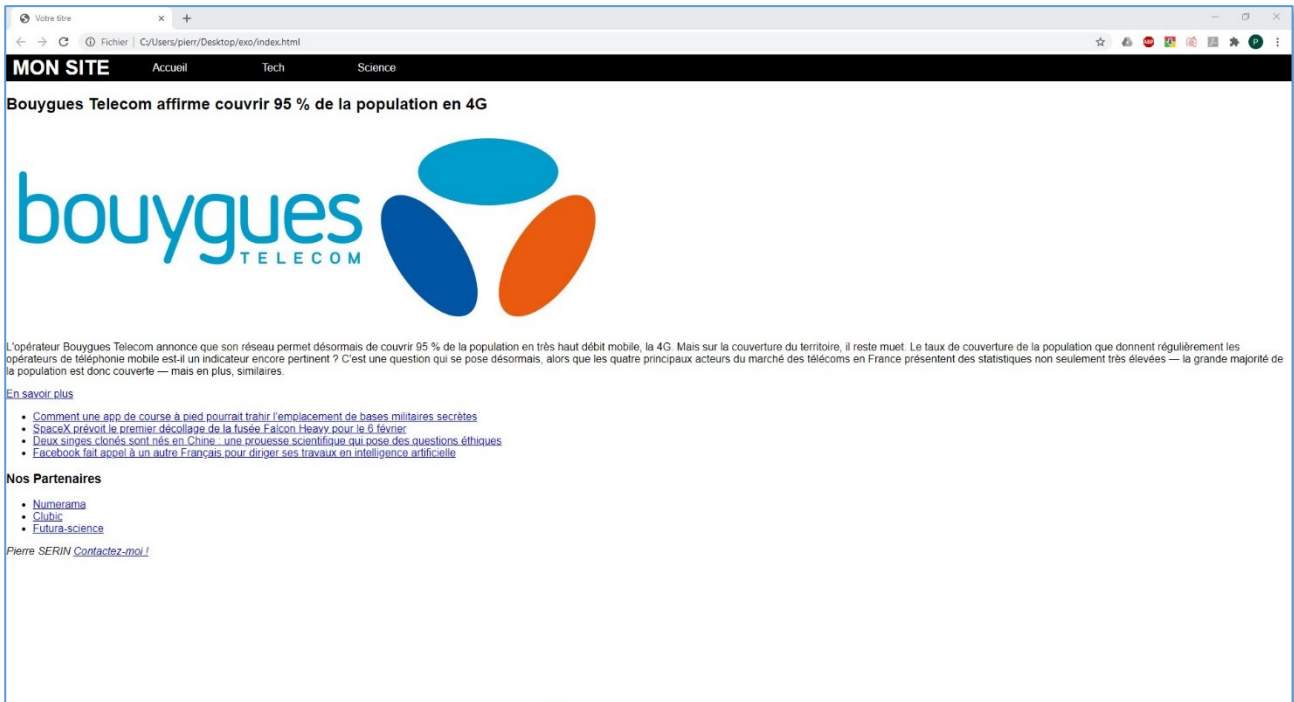 Votre titre
Fichier C:/Users/pierr/Desktop/exo/index.html
ABP
P
MON SITE Accueil Tech Science
Bouygues Telecom affirme couvrir 95 % de la population en 4G
bouygues
TELECOM
L'opérateur Bouygues Telecom annonce que son réseau permet désormais de couvrir 95 % de la population en très haut débit mobile, la 4G. Mais sur la couverture du territoire, il reste muet. Le taux de couverture de la population que donnent régulièrement les
opérateurs de téléphonie mobile est-il un indicateur encore pertinent ? C'est une question qui se pose désormais, alors que les quatre principaux acteurs du marché des télécoms en France présentent des statistiques non seulement très élevées — la grande majorité de
la population est donc couverte — mais en plus, similaires.
En savoir plus
Comment une app de course à pied pourrait trahir l'emplacement de bases militaires secrètes
SpaceX prévoit le premier décollage de la fusée Falcon Heavy pour le 6 février
Deux singes clonés sont nés en Chine : une prouesse scientifique qui pose des questions éthiques
Facebook fait appel à un autre Français pour diriger ses travaux en intelligence artificielle
Nos Partenaires
Numerama
Clubic
Futura-science
Pierre SERIN Contactez-moi !